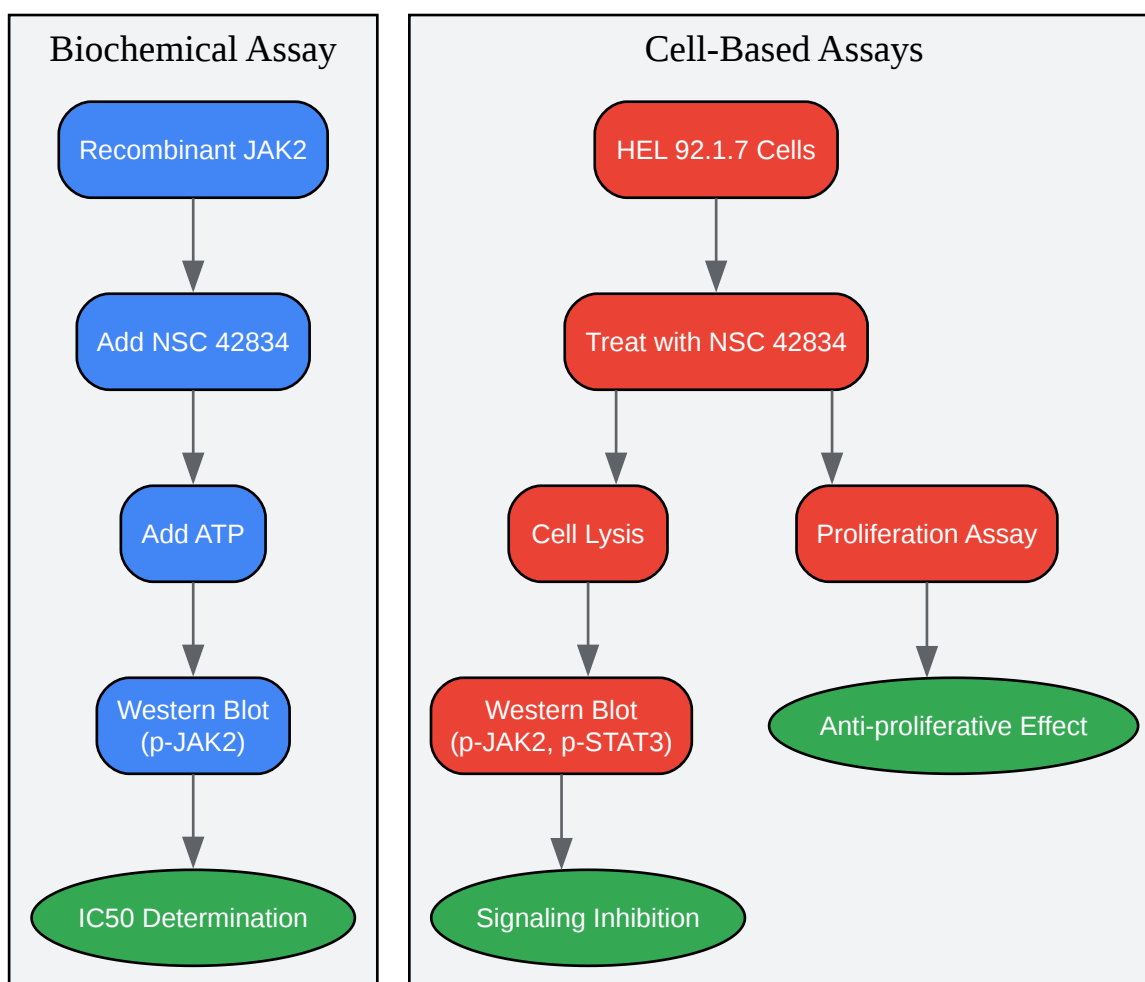 Biochemical Assay
Recombinant JAK2
Add NSC 42834
Add ATP
Western Blot
(p-JAK2)
IC50 Determination
Cell-Based Assays
HEL 92.1.7 Cells
Treat with NSC 42834
Cell Lysis
Proliferation Assay
Western Blot
(p-JAK2, p-STAT3)
Anti-proliferative Effect
Signaling Inhibition